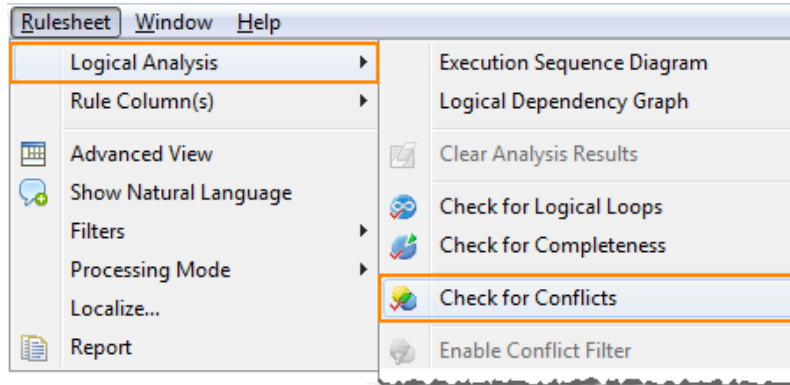 Rulesheet Window Help
Logical Analysis
Rule Column(s)
Advanced View
Show Natural Language
Filters
Processing Mode
Localize...
Report
Execution Sequence Diagram
Logical Dependency Graph
Clear Analysis Results
Check for Logical Loops
Check for Completeness
Check for Conflicts
Enable Conflict Filter